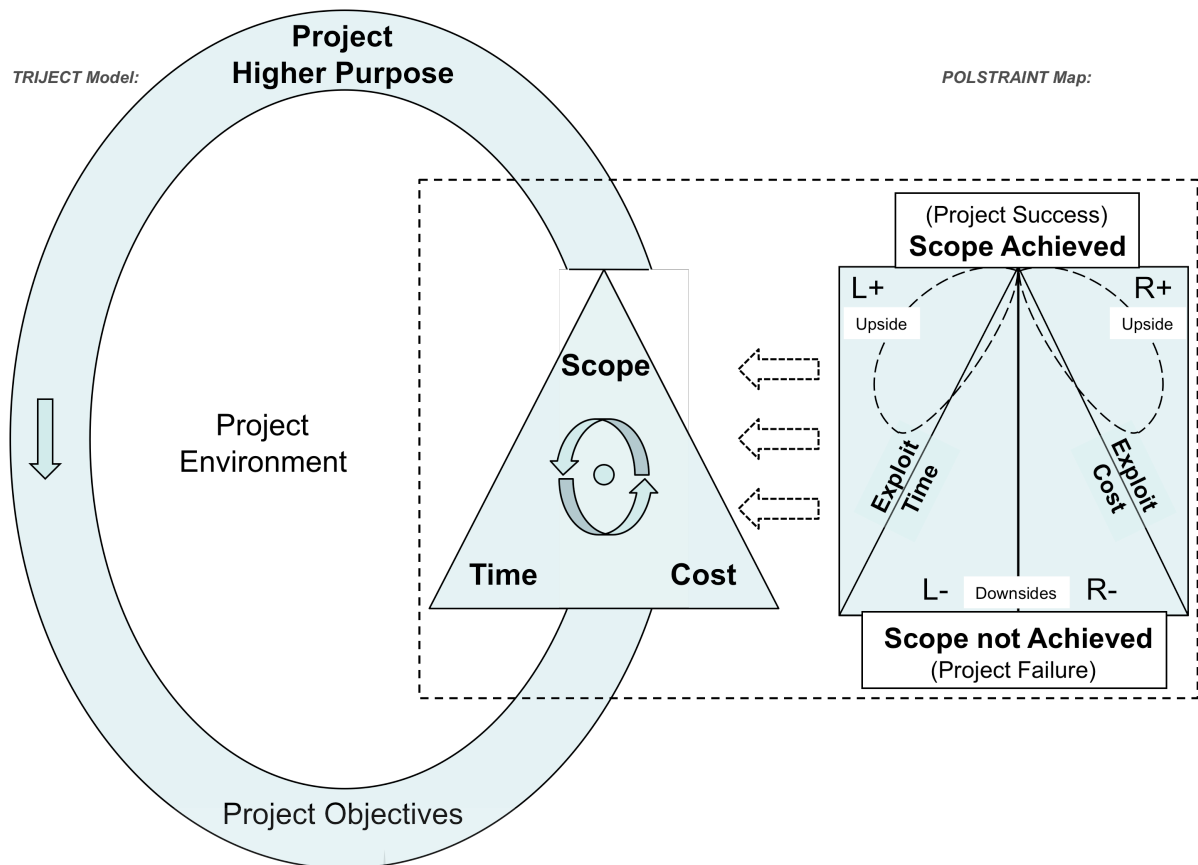 Project
Higher Purpose
TRIJECT Model:
POLSTRAINT Map:
(Project Success)
Scope Achieved
L+
R+
Upside
Upside
Scope
Project
Environment
Exploit
Time
Exploit
Cost
Time
Cost
L-
Downsides
R-
Scope not Achieved
(Project Failure)
Project Objectives